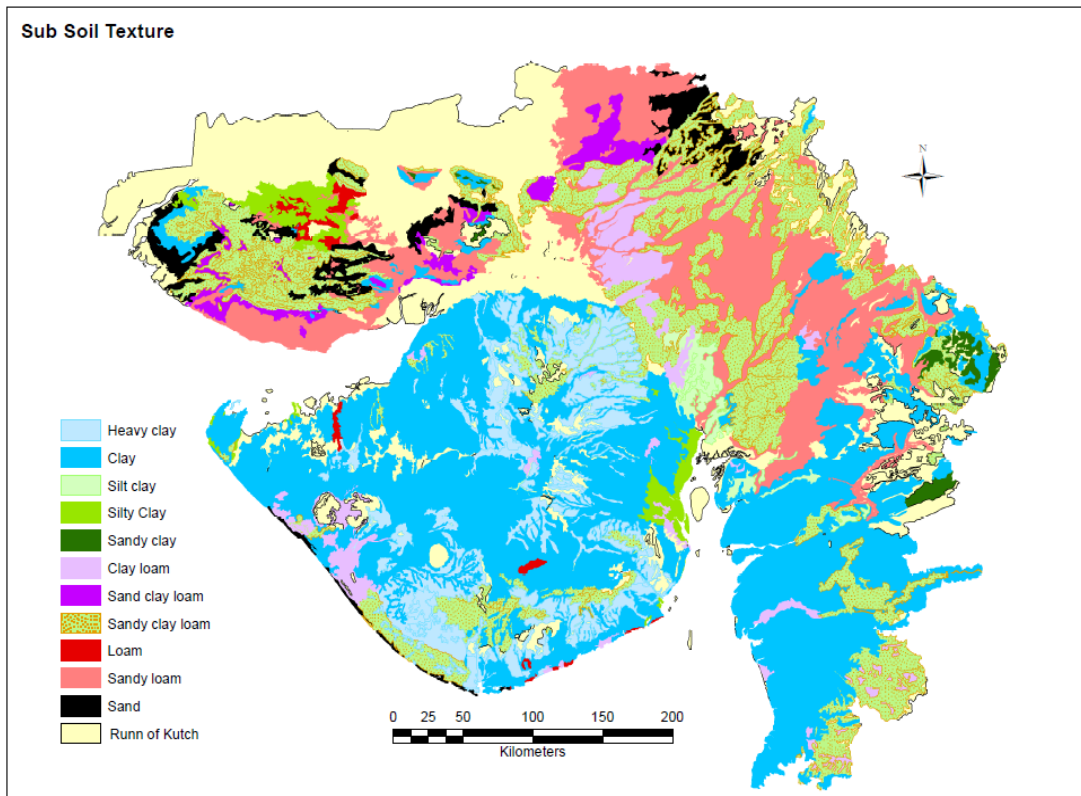 Sub Soil Texture
N
Heavy clay
Clay
Silt clay
Silty Clay
Sandy clay
Clay loam
Sand clay loam
Sandy clay loam
Loam
Sandy loam
Sand
Runn of Kutch
0 25 50 100 150 200
Kilometers